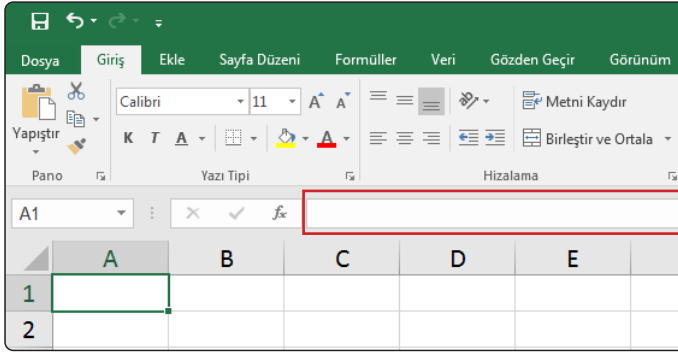 Dosya Giriş Ekle Sayfa Düzeni Formüller Veri Gözden Geçir Görünüm
Calibri 11 A A Metni Kaydır
Yapıştır K T A A Birleştir ve Ortala
Pano Yazı Tipi Hizalama
A1 fx
A B C D E
1
2